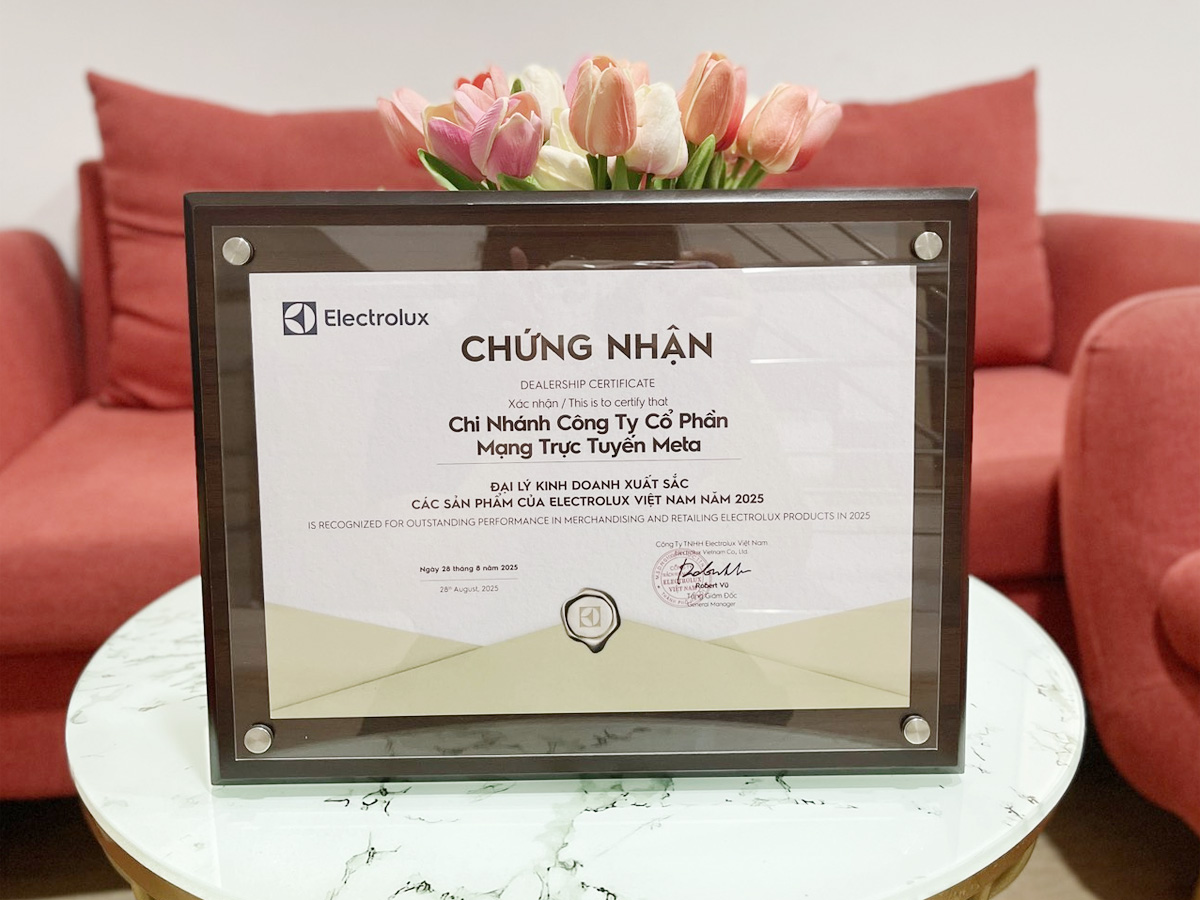 Electrolux
CHỨNG NHẬN
DEALERSHIP CERTIFICATE
Xác nhận / This is to certify that
Chi Nhánh Công Ty Cổ Phần
Mạng Trực Tuyến Meta
ĐẠI LÝ KINH DOANH XUẤT SẮC
CÁC SẢN PHẨM CỦA ELECTROLUX VIỆT NAM NĂM 2025
IS RECOGNIZED FOR OUTSTANDING PERFORMANCE IN MERCHANDISING AND RETAILING ELECTROLUX PRODUCTS IN 2025
Ngày 28 tháng 8 năm 2025
28th August, 2025
Công Ty TNHH Electrolux Việt Nam
Electrolux Vietnam Co., Ltd.
ELECTROLUX
VIỆT NAM
Robert Vũ
Tổng Giám Đốc
General Manager